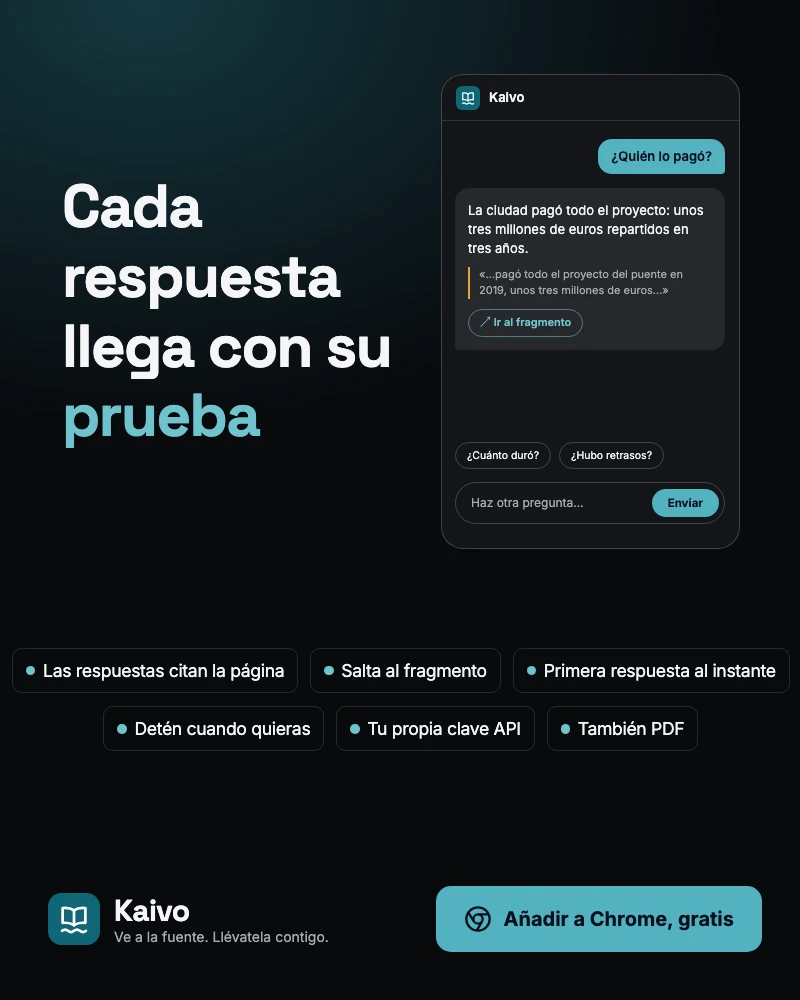 Cada
respuesta
llega con su
prueba
Kaivo
¿Quién lo pagó?
La ciudad pagó todo el proyecto: unos
tres millones de euros repartidos en
tres años.
«...pagó todo el proyecto del puente en
2019, unos tres millones de euros...»
↗ Ir al fragmento
¿Cuánto duró?
¿Hubo retrasos?
Haz otra pregunta...
Enviar
Las respuestas citan la página
Salta al fragmento
Primera respuesta al instante
Detén cuando quieras
Tu propia clave API
También PDF
Kaivo
Ve a la fuente. Llévatela contigo.
Añadir a Chrome, gratis